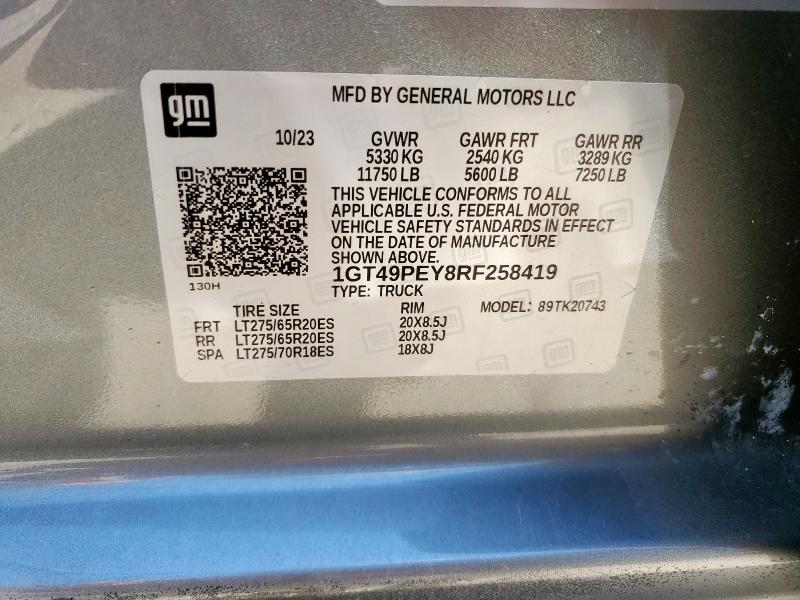 gm
MFD BY GENERAL MOTORS LLC
10/23 GVWR GAWR FRT GAWR RR
5330 KG 2540 KG 3289 KG
11750 LB 5600 LB 7250 LB
THIS VEHICLE CONFORMS TO ALL
APPLICABLE U.S. FEDERAL MOTOR
VEHICLE SAFETY STANDARDS IN EFFECT
ON THE DATE OF MANUFACTURE
SHOWN ABOVE.
1GT49PEY8RF258419
130H
TYPE: TRUCK
TIRE SIZE RIM MODEL: 89TK20743
FRT LT275/65R20ES 20X8.5J
RR LT275/65R20ES 20X8.5J
SPA LT275/70R18ES 18X8J